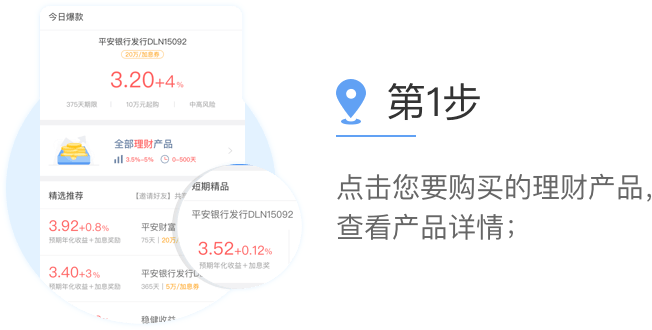 今日爆款
平安银行发行DLN15092
20万/加息券
3.20+4%
375天期限
10万元起购
中高风险
全部理财产品
3.5%~5%
0~500天
精选推荐
【邀请好友】共
3.92+0.8%
预期年化收益+加息奖励
平安财富
75天 | 20万
3.40+3%
预期年化收益+加息奖励
平安银行发行D
365天 | 5万/加息券
稳健收益
短期精品
平安银行发行DLN15092
3.52+0.12%
预期年化收益+加息奖
第1步
点击您要购买的理财产品,
查看产品详情;